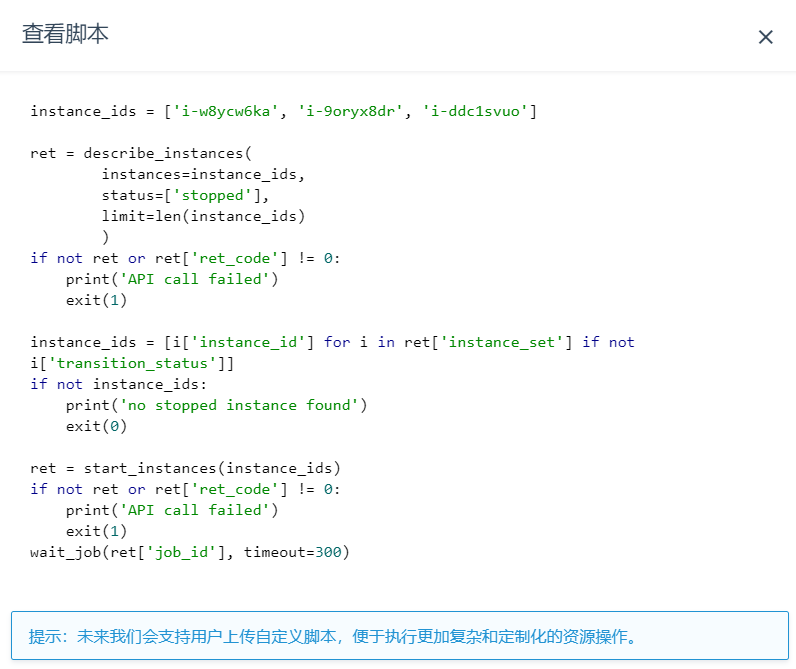 查看脚本
instance_ids = ['i-w8ycw6ka', 'i-9oryx8dr', 'i-ddc1svuo']
ret = describe_instances(
        instances=instance_ids,
        status=['stopped'],
        limit=len(instance_ids)
        )
if not ret or ret['ret_code'] != 0:
    print('API call failed')
    exit(1)
instance_ids = [i['instance_id'] for i in ret['instance_set'] if not
i['transition_status']]
if not instance_ids:
    print('no stopped instance found')
    exit(0)
ret = start_instances(instance_ids)
if not ret or ret['ret_code'] != 0:
    print('API call failed')
    exit(1)
wait_job(ret['job_id'], timeout=300)
提示：未来我们会支持用户上传自定义脚本，便于执行更加复杂和定制化的资源操作。